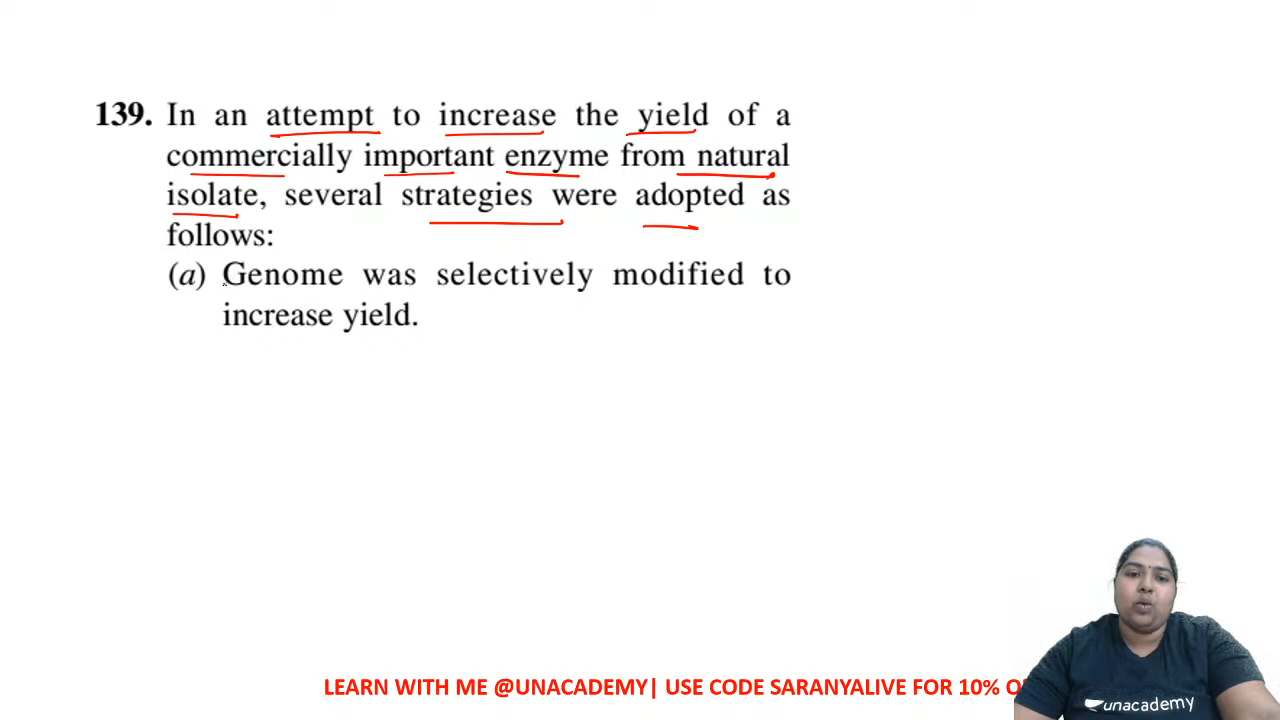 139. In an attempt to increase the yield of a
commercially important enzyme from natural
isolate, several strategies were adopted as
follows:
(a) Genome was selectively modified to
increase yield.
unacademy
LEARN WITH ME @UNACADEMY| USE CODE SARANYALIVE FOR 10%